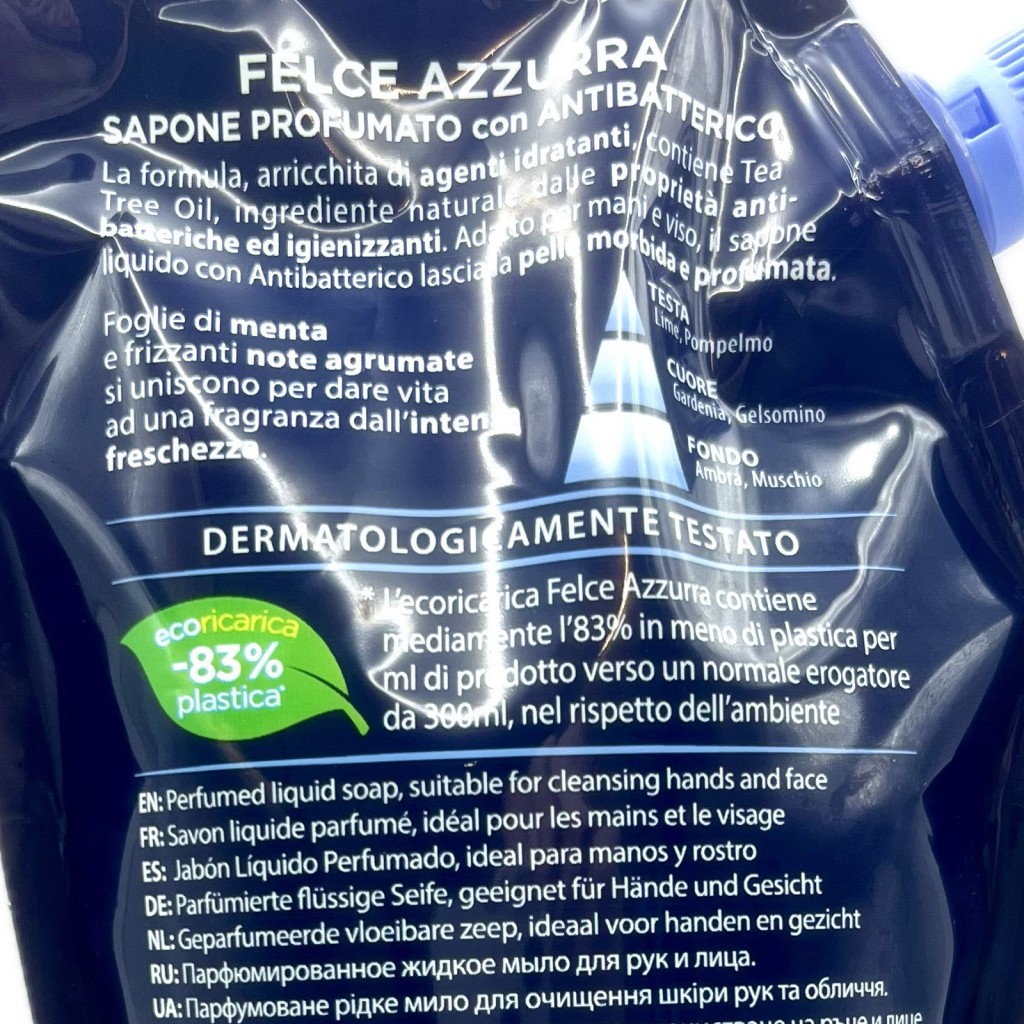 FELCE AZZURRA
SAPONE PROFUMATO con ANTIBATTERICO
La formula, arricchita di agenti idratanti, contiene Tea
Tree Oil, ingrediente naturale dalle proprietà anti-
batteriche ed igienizzanti. Adatto per mani e viso, il sapone
liquido con Antibatterico lascia la pelle morbida e profumata.
Foglie di menta
e frizzanti note agrumate
si uniscono per dare vita
ad una fragranza dall'intensa
freschezza.
TESTA
Lime, Pompelmo
CUORE
Gardenia, Gelsomino
FONDO
Ambra, Muschio
DERMATOLOGICAMENTE TESTATO
ecoricarica
-83%
plastica*
* L'ecoricarica Felce Azzurra contiene
mediamente l'83% in meno di plastica per
ml di prodotto verso un normale erogatore
da 300ml, nel rispetto dell'ambiente
EN: Perfumed liquid soap, suitable for cleansing hands and face
FR: Savon liquide parfumé, idéal pour les mains et le visage
ES: Jabón Líquido Perfumado, ideal para manos y rostro
DE: Parfümierte flüssige Seife, geeignet für Hände und Gesicht
NL: Geparfumeerde vloeibare zeep, ideaal voor handen en gezicht
RU: Парфюмированное жидкое мыло для рук и лица.
UA: Парфумоване рідке мило для очищення шкіри рук та обличчя.
на ръце и лице